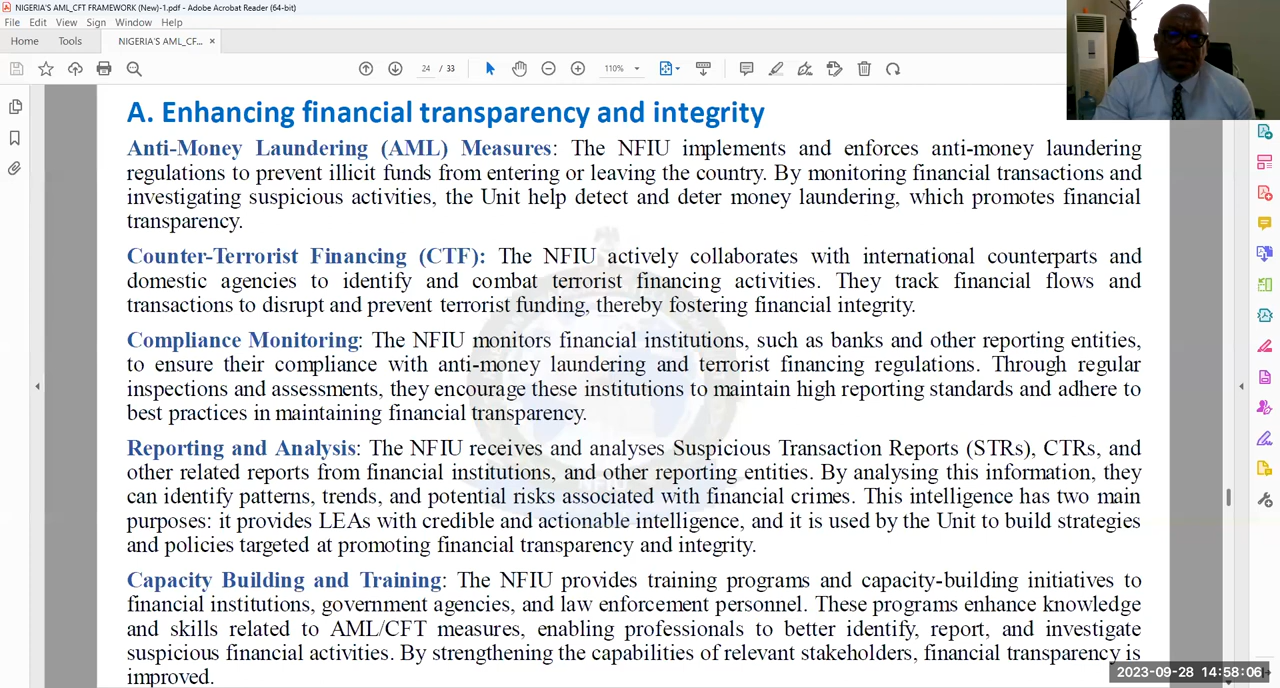 NIGERIA'S AML_CFT FRAMEWORK (New)-1.pdf - Adobe Acrobat Reader (64-bit)
File Edit View Sign Window Help
Home Tools NIGERIA'S AML_CF... ×
24 / 33 110%
A. Enhancing financial transparency and integrity
Anti-Money Laundering (AML) Measures: The NFIU implements and enforces anti-money laundering
regulations to prevent illicit funds from entering or leaving the country. By monitoring financial transactions and
investigating suspicious activities, the Unit help detect and deter money laundering, which promotes financial
transparency.
Counter-Terrorist Financing (CTF): The NFIU actively collaborates with international counterparts and
domestic agencies to identify and combat terrorist financing activities. They track financial flows and
transactions to disrupt and prevent terrorist funding, thereby fostering financial integrity.
Compliance Monitoring: The NFIU monitors financial institutions, such as banks and other reporting entities,
to ensure their compliance with anti-money laundering and terrorist financing regulations. Through regular
inspections and assessments, they encourage these institutions to maintain high reporting standards and adhere to
best practices in maintaining financial transparency.
Reporting and Analysis: The NFIU receives and analyses Suspicious Transaction Reports (STRs), CTRs, and
other related reports from financial institutions, and other reporting entities. By analysing this information, they
can identify patterns, trends, and potential risks associated with financial crimes. This intelligence has two main
purposes: it provides LEAs with credible and actionable intelligence, and it is used by the Unit to build strategies
and policies targeted at promoting financial transparency and integrity.
Capacity Building and Training: The NFIU provides training programs and capacity-building initiatives to
financial institutions, government agencies, and law enforcement personnel. These programs enhance knowledge
and skills related to AML/CFT measures, enabling professionals to better identify, report, and investigate
suspicious financial activities. By strengthening the capabilities of relevant stakeholders, financial transparency is
improved.
2023-09-28 14:58:06